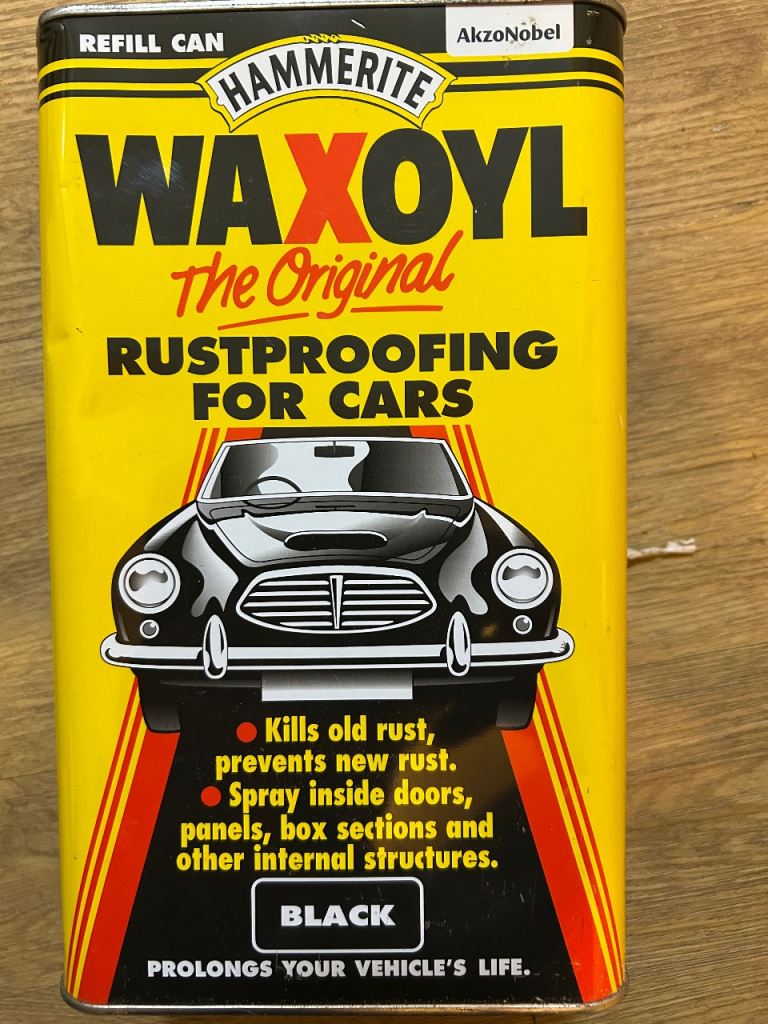 REFILL CAN
AkzoNobel
HAMMERITE
WAXOYL
The Original
RUSTPROOFING
FOR CARS
● Kills old rust,
prevents new rust.
● Spray inside doors,
panels, box sections and
other internal structures.
BLACK
PROLONGS YOUR VEHICLE'S LIFE.